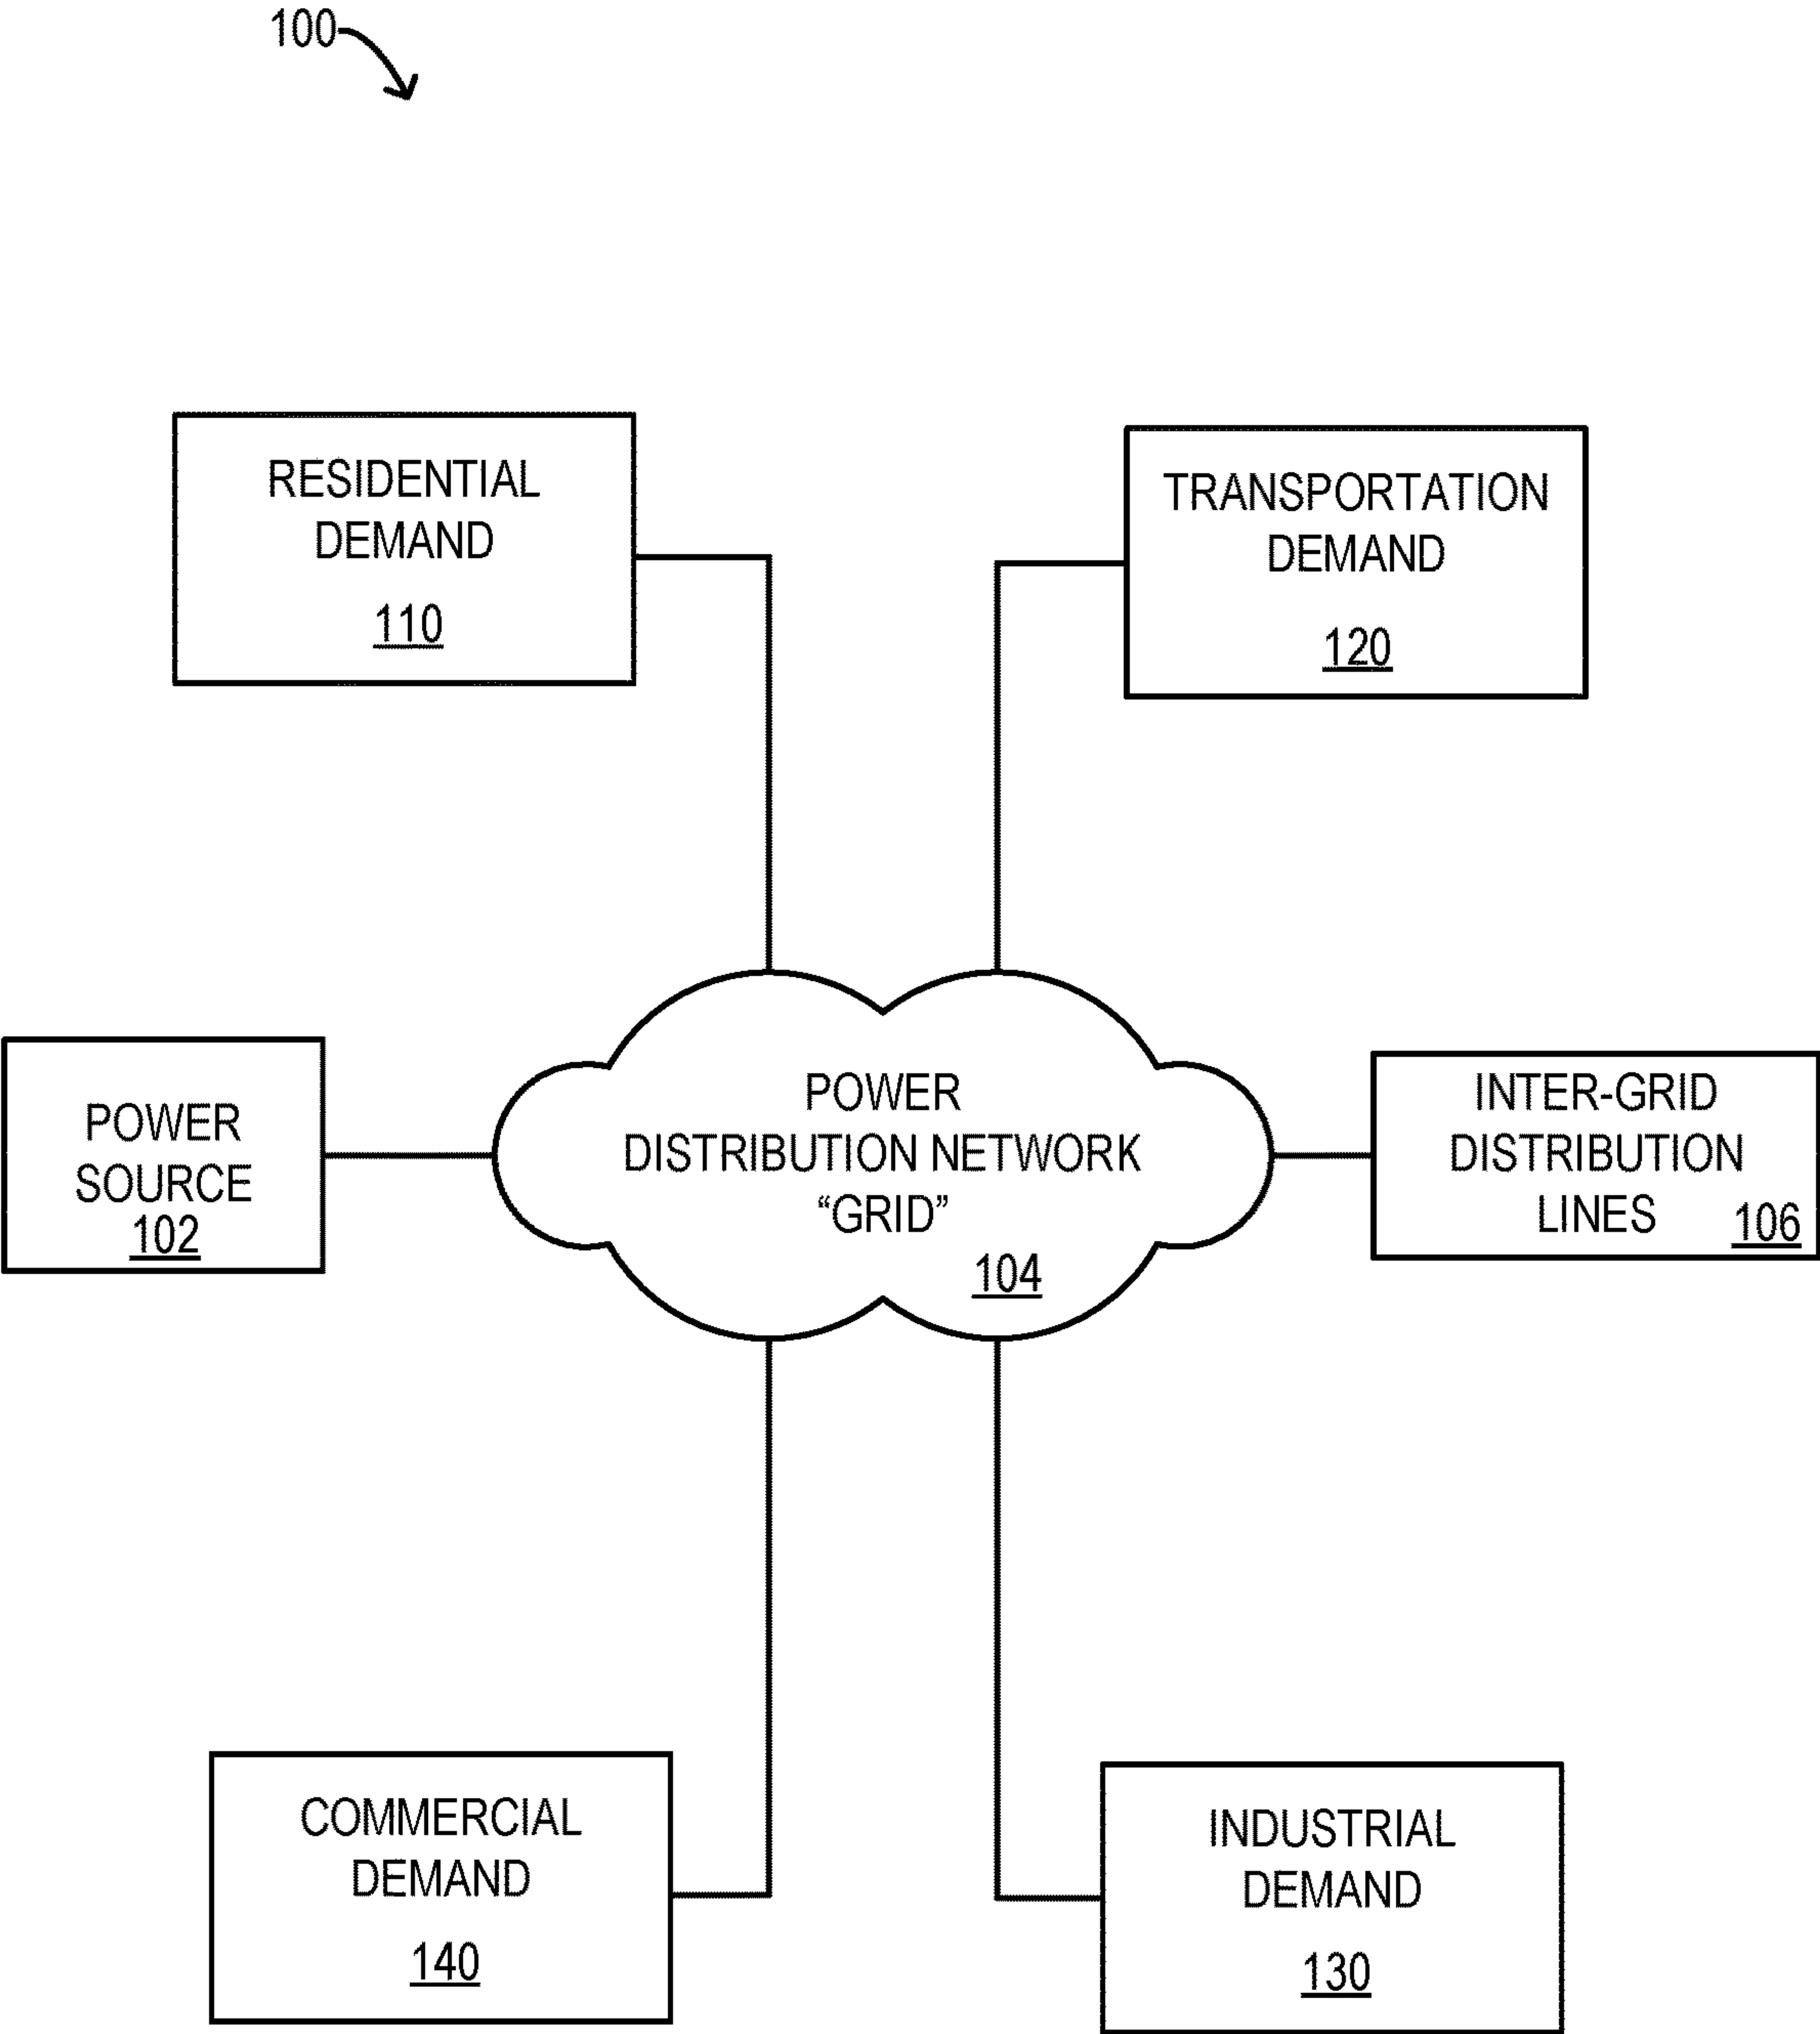 100
RESIDENTIAL
DEMAND
110
TRANSPORTATION
DEMAND
120
POWER
SOURCE
102
POWER
DISTRIBUTION NETWORK
“GRID”
104
INTER-GRID
DISTRIBUTION
LINES 106
COMMERCIAL
DEMAND
140
INDUSTRIAL
DEMAND
130